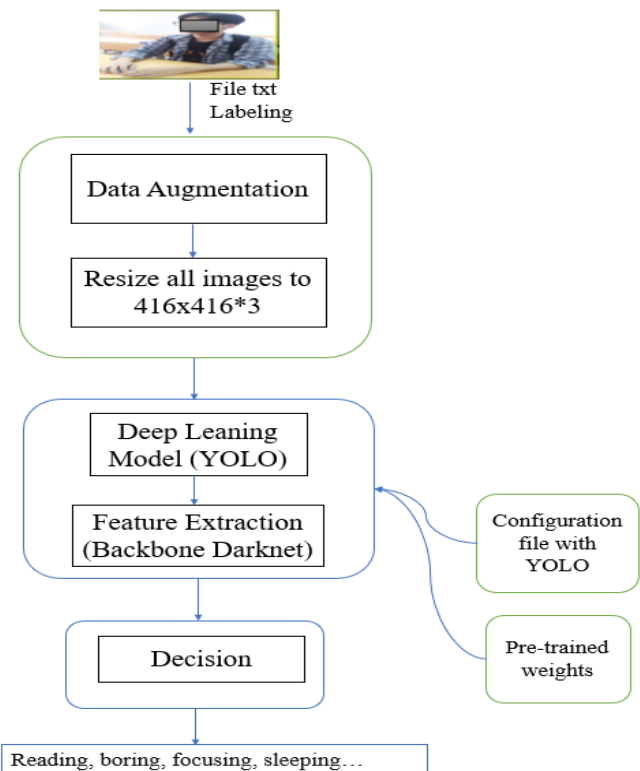 File txt
Labeling
Data Augmentation
Resize all images to
416x416*3
Deep Leaning
Model (YOLO)
Feature Extraction
(Backbone Darknet)
Configuration
file with
YOLO
Pre-trained
weights
Decision
Reading, boring, focusing, sleeping…